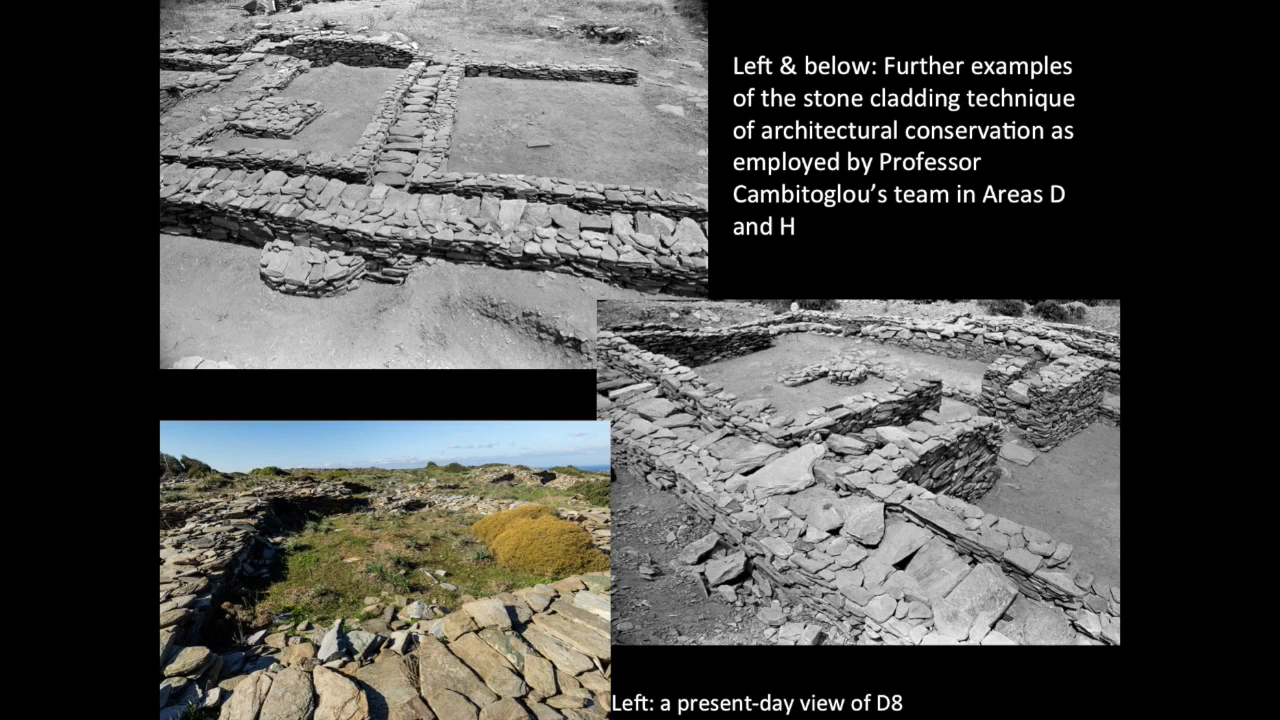 Left & below: Further examples
of the stone cladding technique
of architectural conservation as
employed by Professor
Cambitoglou’s team in Areas D
and H
Left: a present-day view of D8